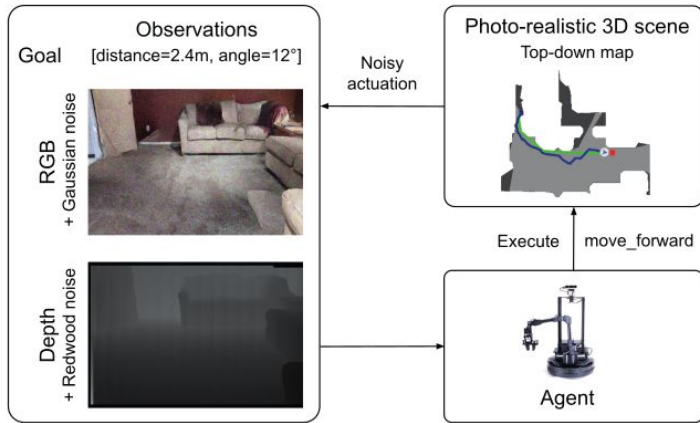 Observations
Goal
[distance=2.4m, angle=12°]
RGB
+ Gaussian noise
Depth
+ Redwood noise
Noisy
actuation
Photo-realistic 3D scene
Top-down map
Execute
move_forward
Agent